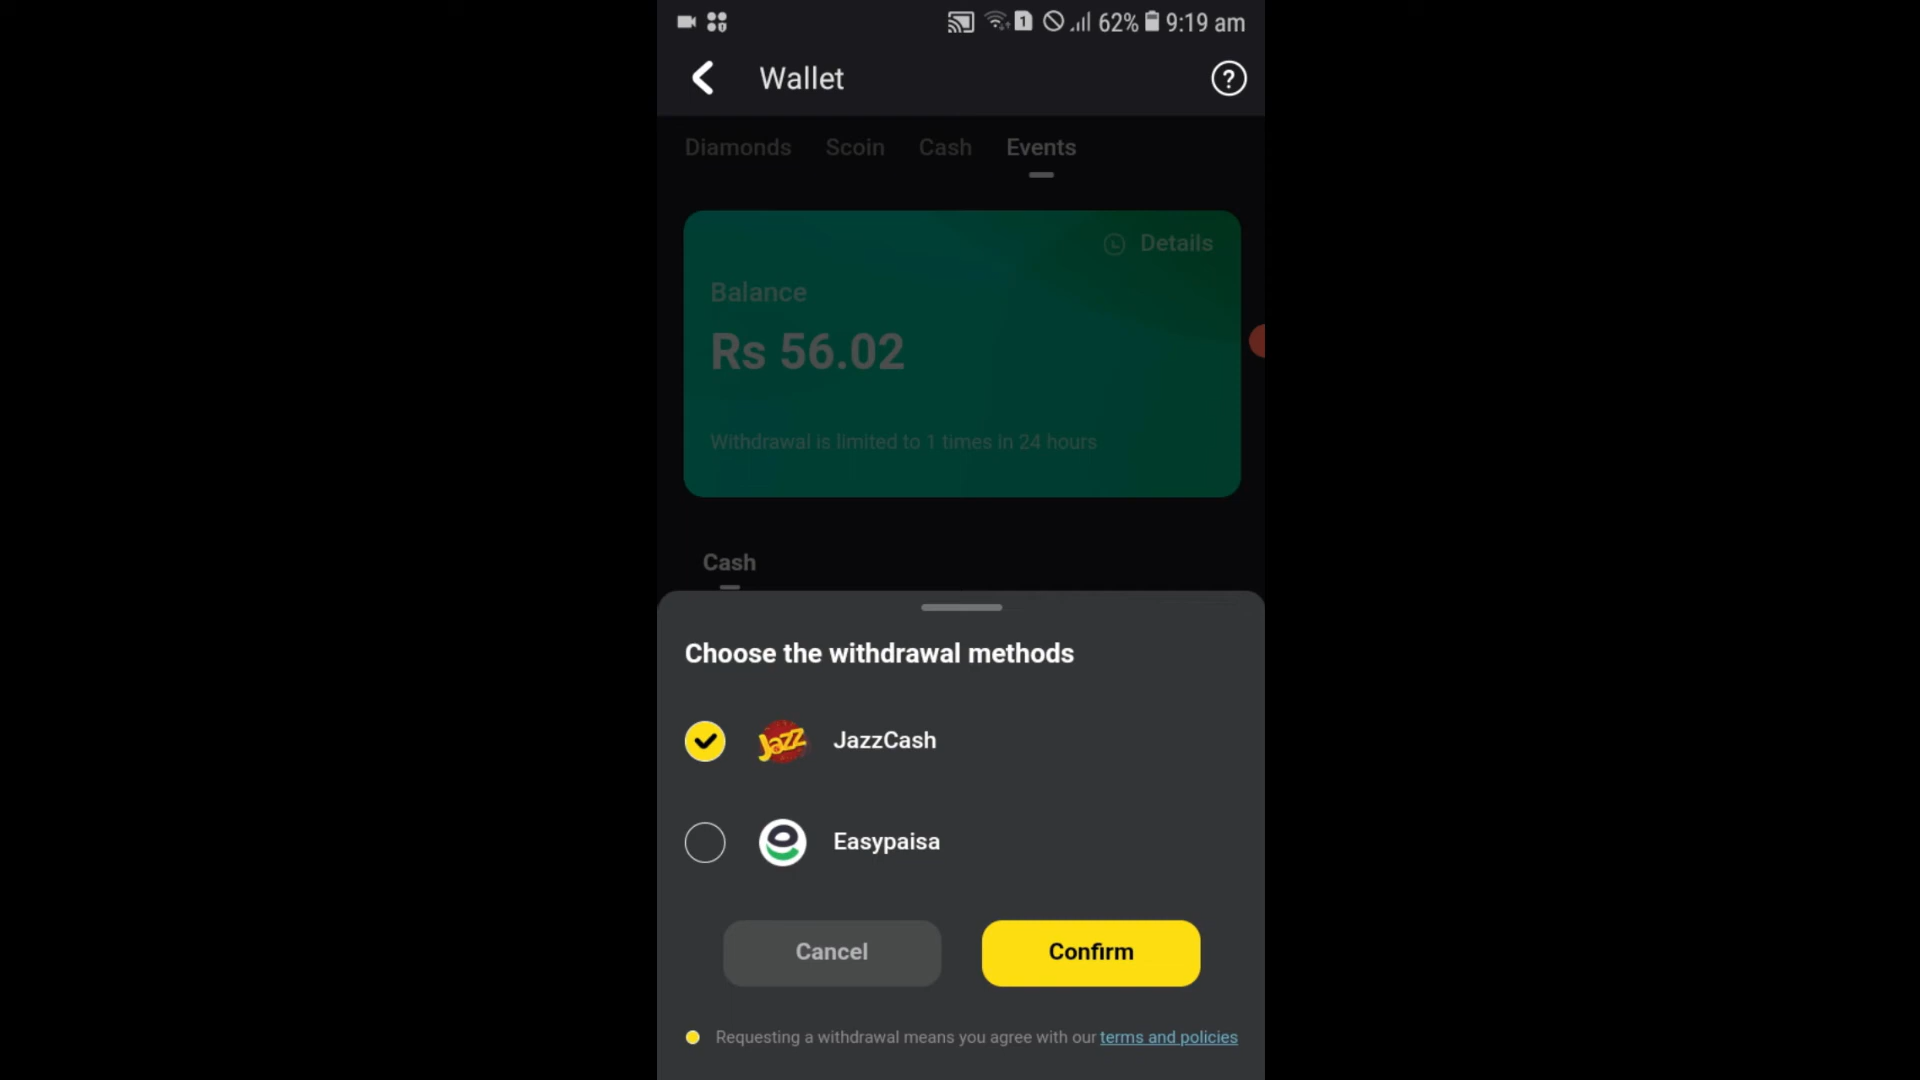 1 62% 9:19 am
Wallet ?
Diamonds Scoin Cash Events
Details
Balance
Rs 56.02
Withdrawal is limited to 1 times in 24 hours
Cash
Choose the withdrawal methods
Jazz JazzCash
Easypaisa
Cancel Confirm
Requesting a withdrawal means you agree with our terms and policies